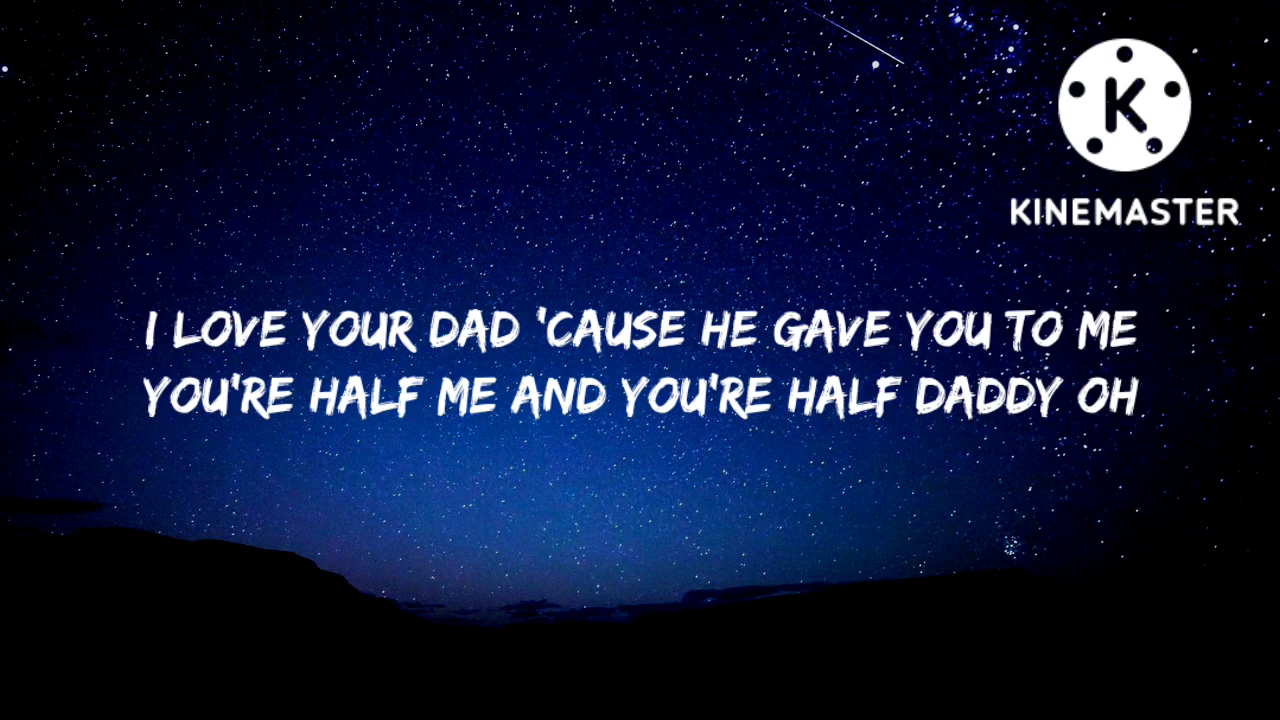 K
KINEMASTER
I LOVE YOUR DAD 'CAUSE HE GAVE YOU TO ME
YOU'RE HALF ME AND YOU'RE HALF DADDY OH